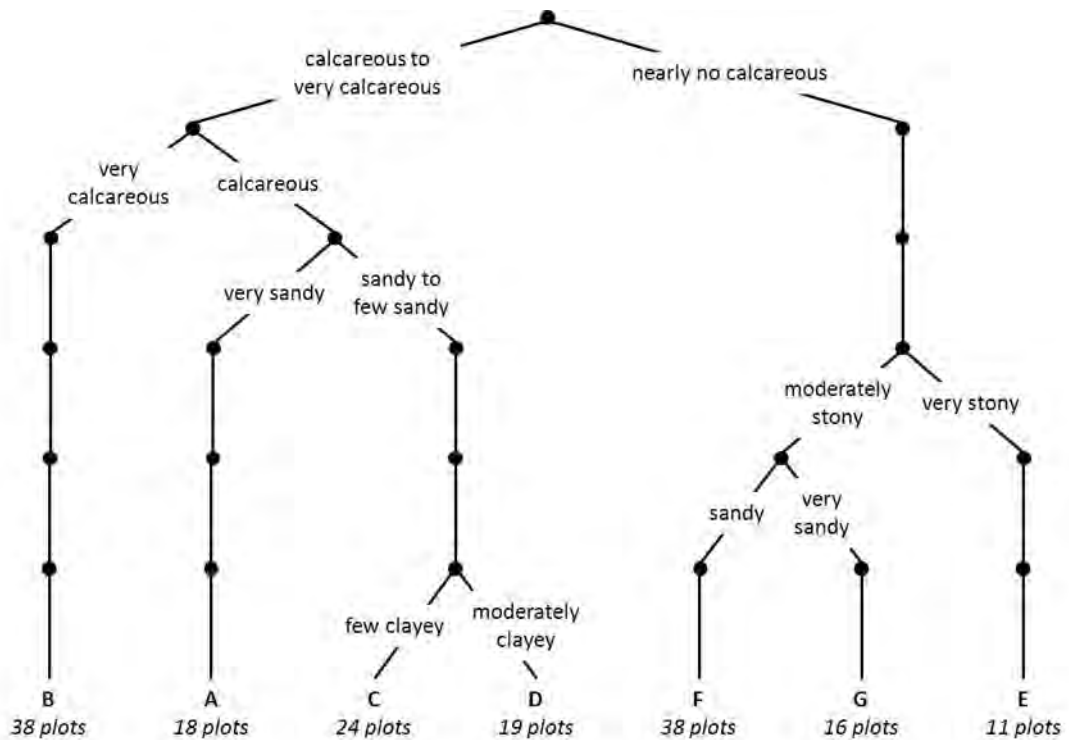 calcareous to
very calcareous
nearly no calcareous
very
calcareous
calcareous
very sandy
sandy to
few sandy
moderately
stony
very stony
sandy
very
sandy
few clayey
moderately
clayey
B A C D F G E
38 plots 18 plots 24 plots 19 plots 38 plots 16 plots 11 plots